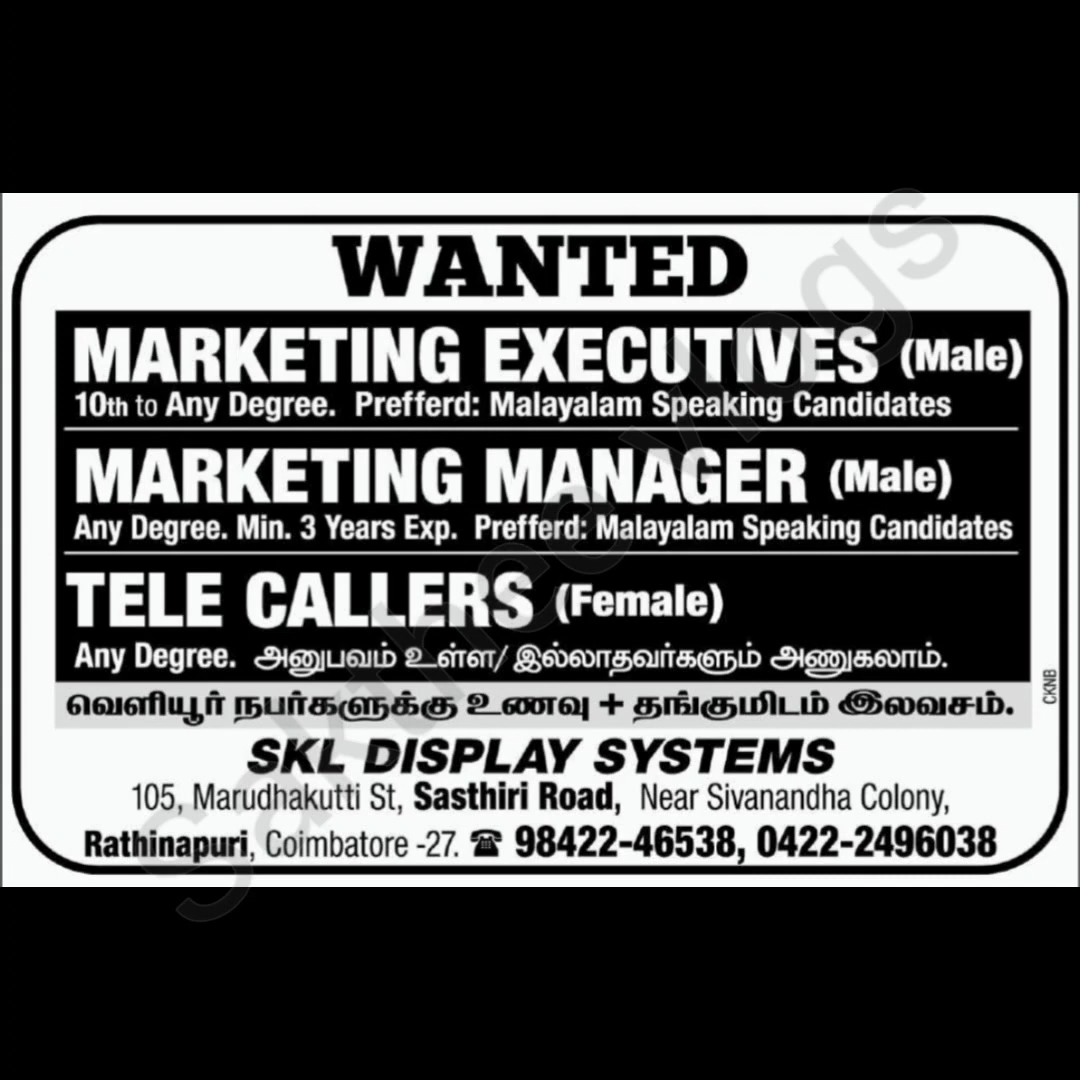 WANTED
MARKETING EXECUTIVES (Male)
10th to Any Degree. Prefferd: Malayalam Speaking Candidates
MARKETING MANAGER (Male)
Any Degree. Min. 3 Years Exp. Prefferd: Malayalam Speaking Candidates
TELE CALLERS (Female)
Any Degree. அனுபவம் உள்ள/ இல்லாதவர்களும் அணுகலாம்.
வெளியூர் நபர்களுக்கு உணவு + தங்குமிடம் இலவசம்.
CKNB
SKL DISPLAY SYSTEMS
105, Marudhakutti St, Sasthiri Road, Near Sivanandha Colony,
Rathinapuri, Coimbatore -27. ☎ 98422-46538, 0422-2496038
Sakthee vlogs